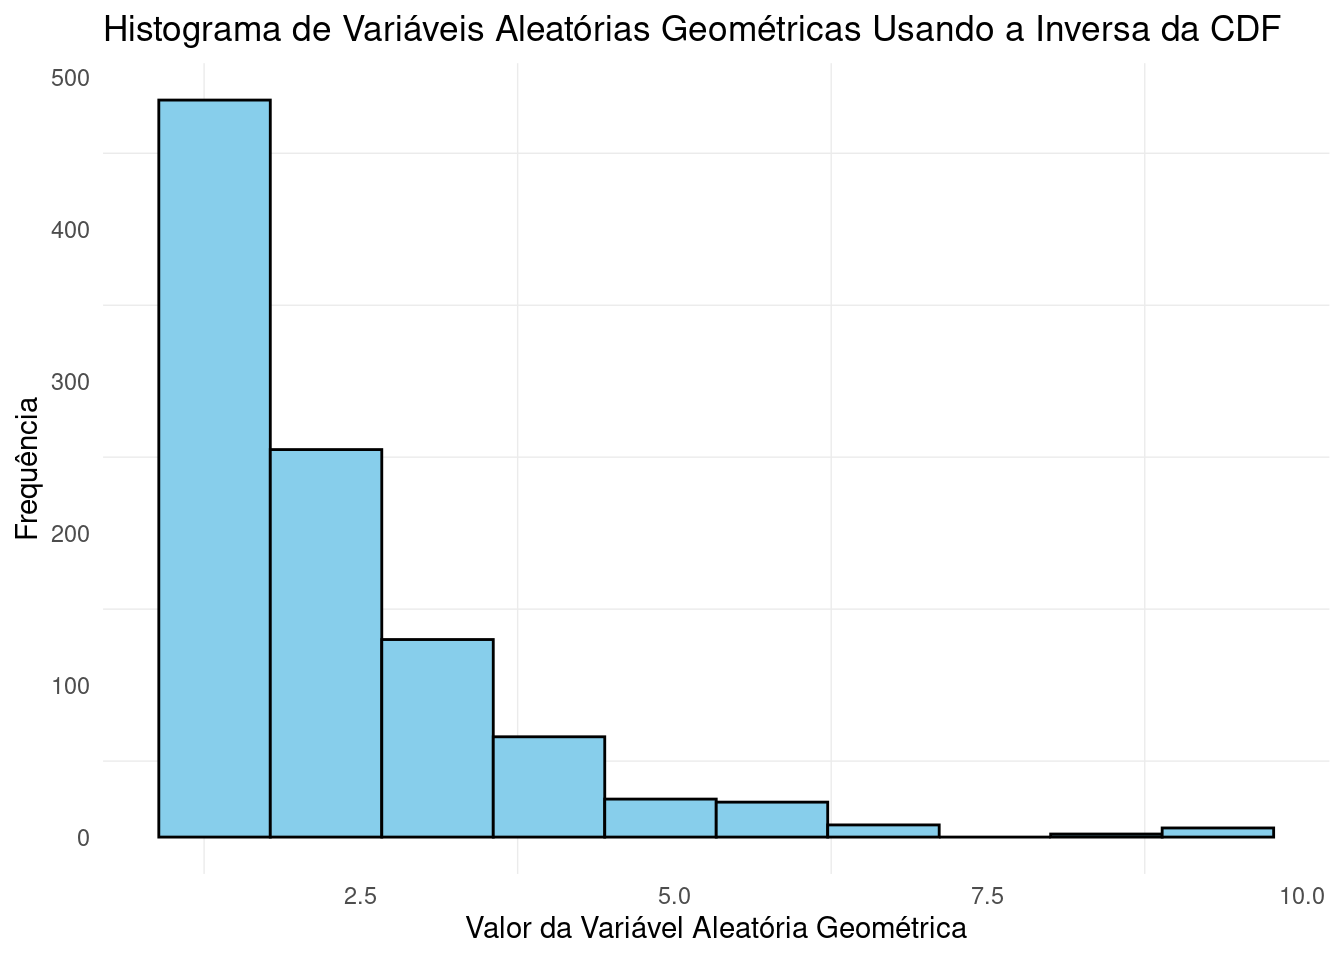 Histograma de Variáveis Aleatórias Geométricas Usando a Inversa da CDF
500
400
300
200
100
0
Frequência
2.5 5.0 7.5 10.0
Valor da Variável Aleatória Geométrica